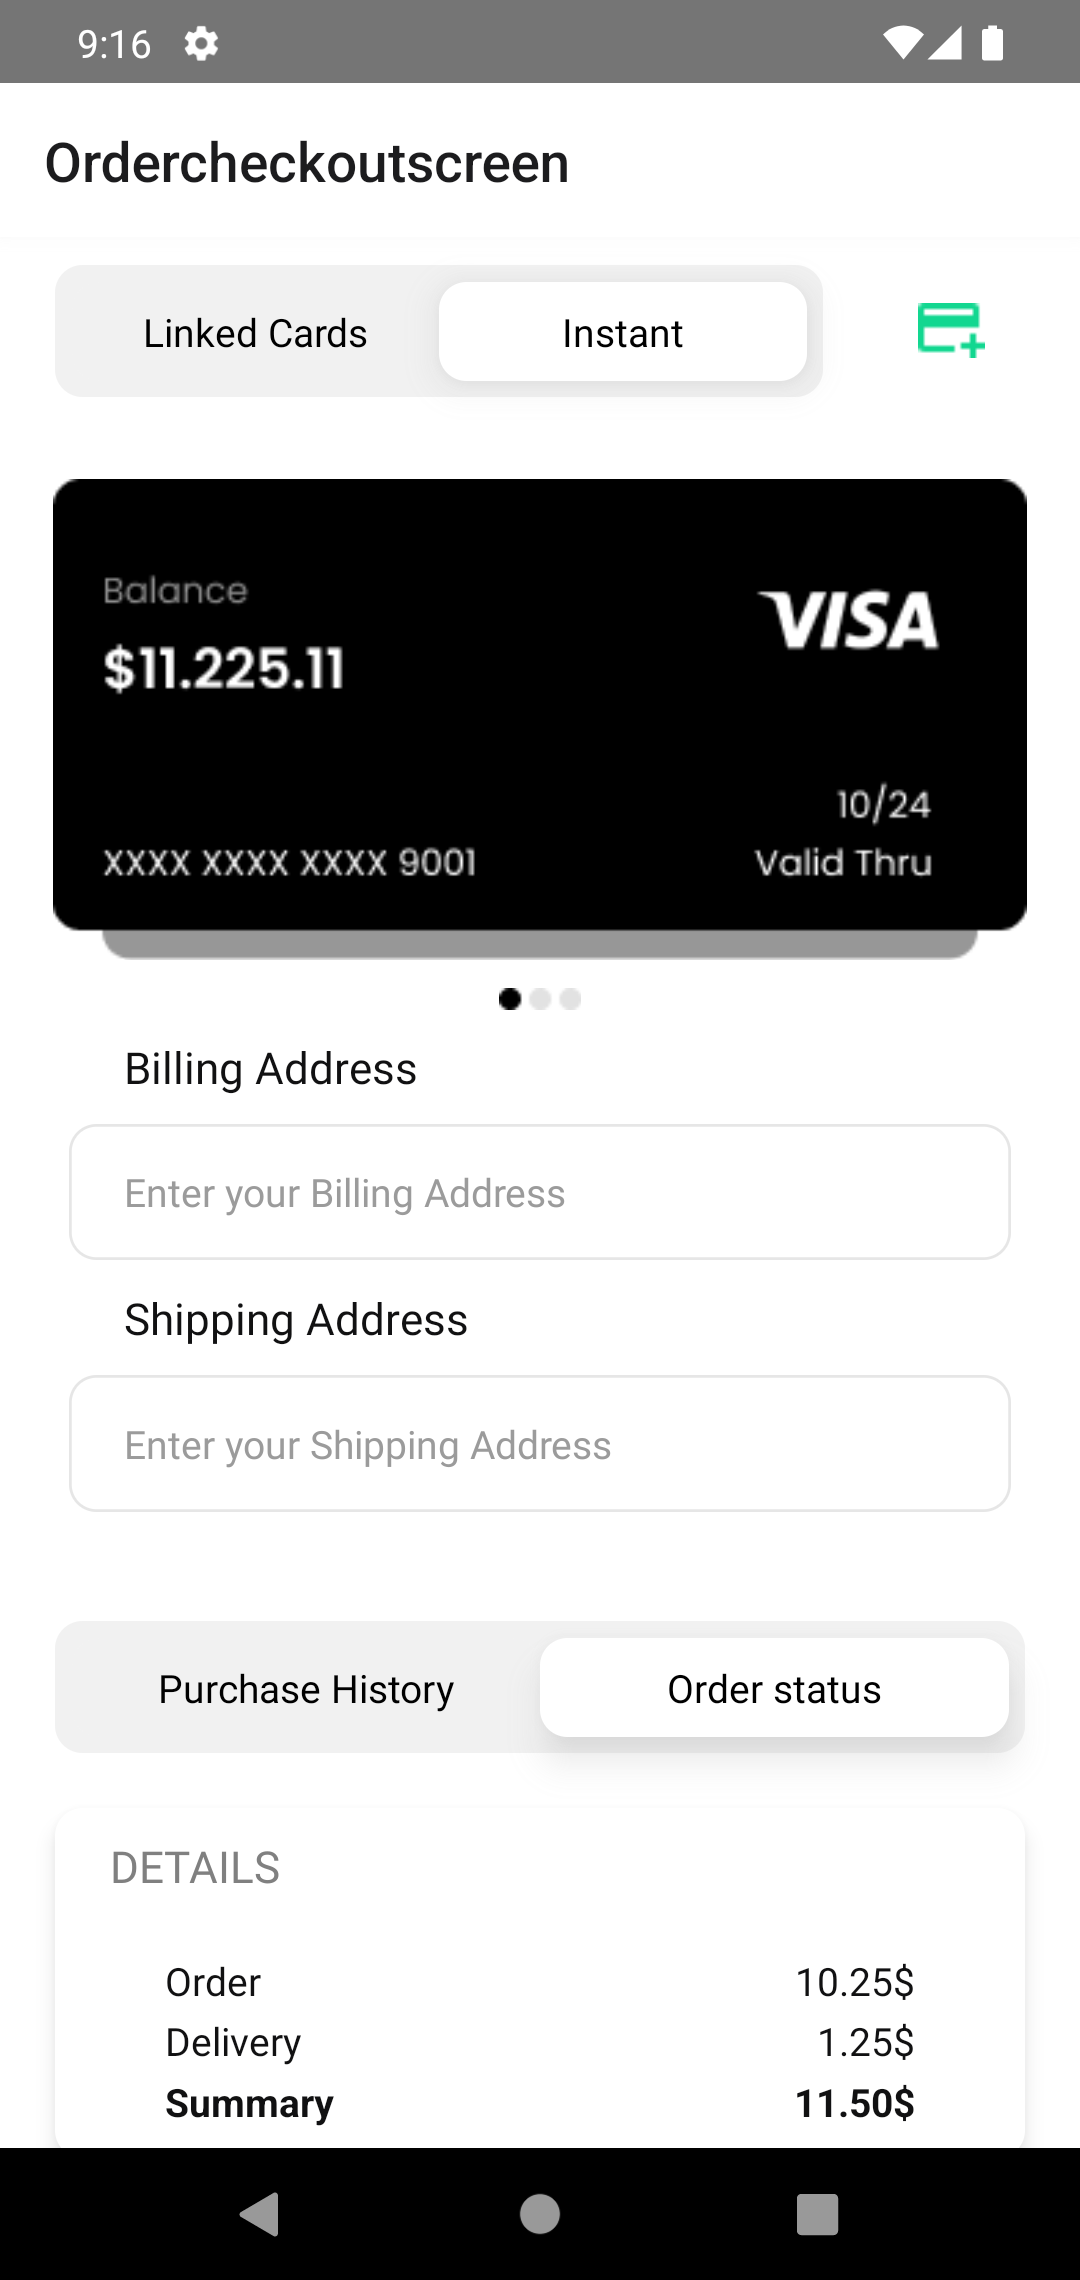 9:16
Ordercheckoutscreen
Linked Cards Instant
Balance
VISA
$11.225.11
10/24
XXXX XXXX XXXX 9001 Valid Thru
Billing Address
Enter your Billing Address
Shipping Address
Enter your Shipping Address
Purchase History Order status
DETAILS
Order 10.25$
Delivery 1.25$
Summary 11.50$